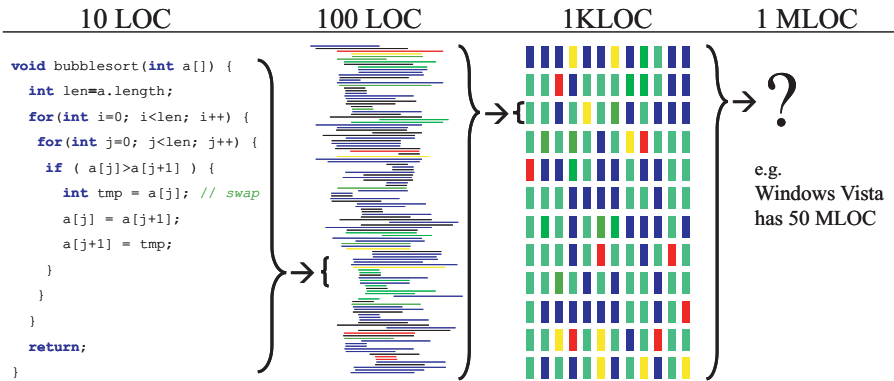 10 LOC
100 LOC
1KLOC
1 MLOC
void bubblesort(int a[]) {
int len=a.length;
for(int i=0; i<len; i++) {
for(int j=0; j<len; j++) {
if ( a[j]>a[j+1] ) {
int tmp = a[j]; // swap
a[j] = a[j+1];
a[j+1] = tmp;
}
}
}
return;
}
?
e.g.
Windows Vista
has 50 MLOC